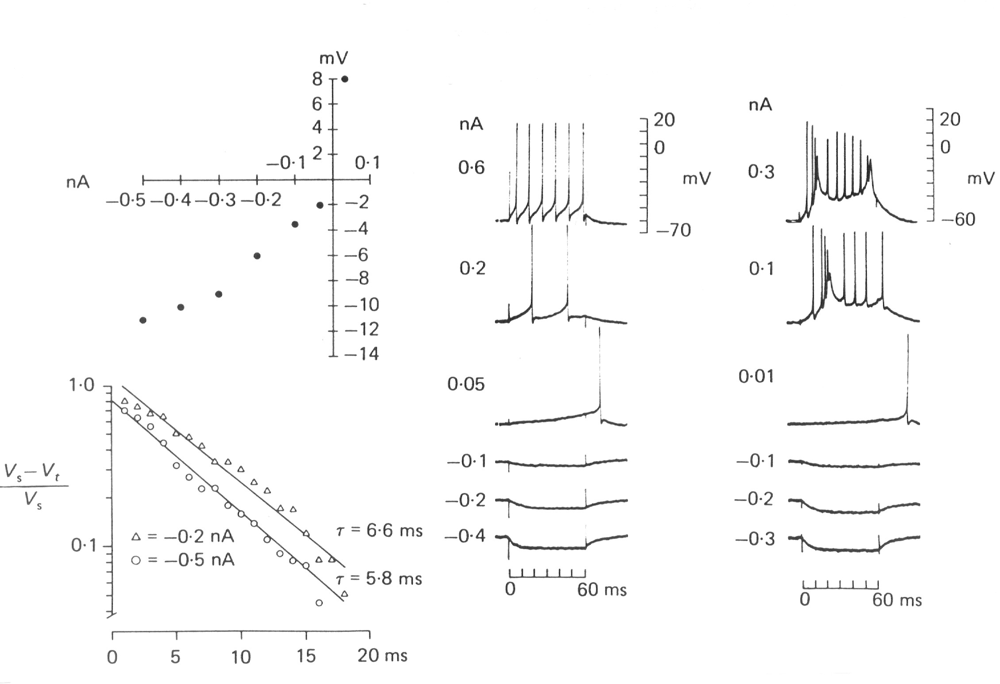 mV
8
6
4
2
−0·1
0·1
nA
−0·5 −0·4 −0·3 −0·2
−2
−4
−6
−8
−10
−12
−14
1·0
0·1
Vs−Vt
Vs
△ = −0·2 nA
○ = −0·5 nA
τ = 6·6 ms
τ = 5·8 ms
0 5 10 15 20 ms
nA
20
0
mV
−70
0·6
0·2
0·05
−0·1
−0·2
−0·4
0 60 ms
nA
20
0
mV
−60
0·3
0·1
0·01
−0·1
−0·2
−0·3
0 60 ms